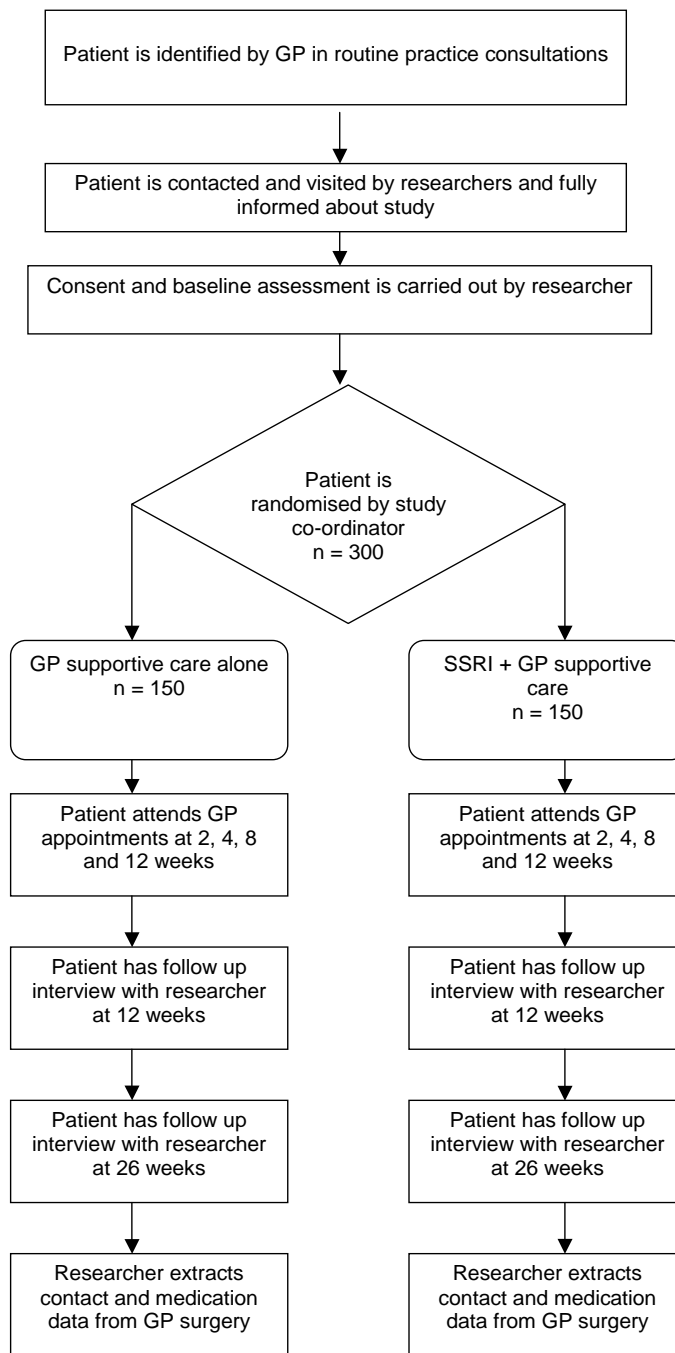 Patient is identified by GP in routine practice consultations
Patient is contacted and visited by researchers and fully
informed about study
Consent and baseline assessment is carried out by researcher
Patient is
randomised by study
co-ordinator
n = 300
GP supportive care alone
n = 150
SSRI + GP supportive
care
n = 150
Patient attends GP
appointments at 2, 4, 8
and 12 weeks
Patient attends GP
appointments at 2, 4, 8
and 12 weeks
Patient has follow up
interview with researcher
at 12 weeks
Patient has follow up
interview with researcher
at 12 weeks
Patient has follow up
interview with researcher
at 26 weeks
Patient has follow up
interview with researcher
at 26 weeks
Researcher extracts
contact and medication
data from GP surgery
Researcher extracts
contact and medication
data from GP surgery